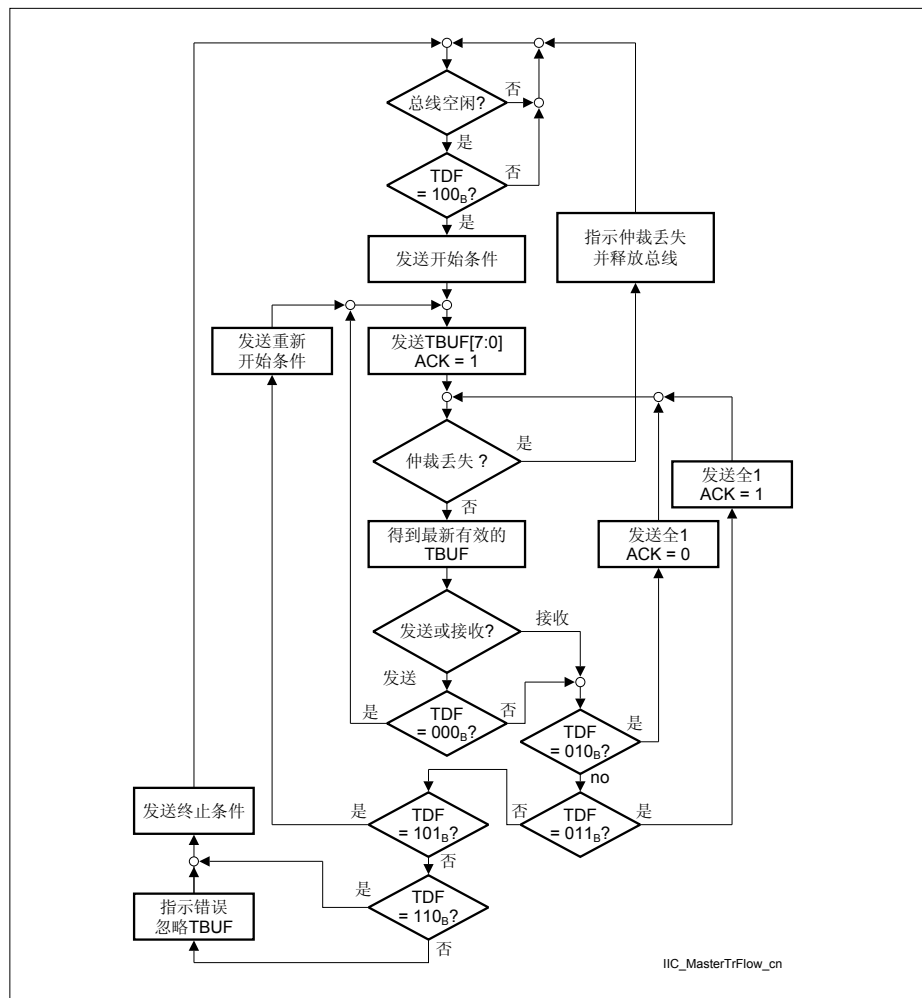 总线空闲?
否
是
TDF
= 100B?
否
是
发送开始条件
指示仲裁丢失
并释放总线
发送重新
开始条件
发送TBUF[7:0]
ACK = 1
仲裁丢失 ?
是
否
发送全1
ACK = 1
得到最新有效的
TBUF
发送全1
ACK = 0
发送或接收?
接收
发送
TDF
= 000B?
是
否
TDF
= 010B?
是
no
发送终止条件
TDF
= 101B?
是
否
TDF
= 011B?
否
是
指示错误
忽略TBUF
TDF
= 110B?
是
否
IIC_MasterTrFlow_cn